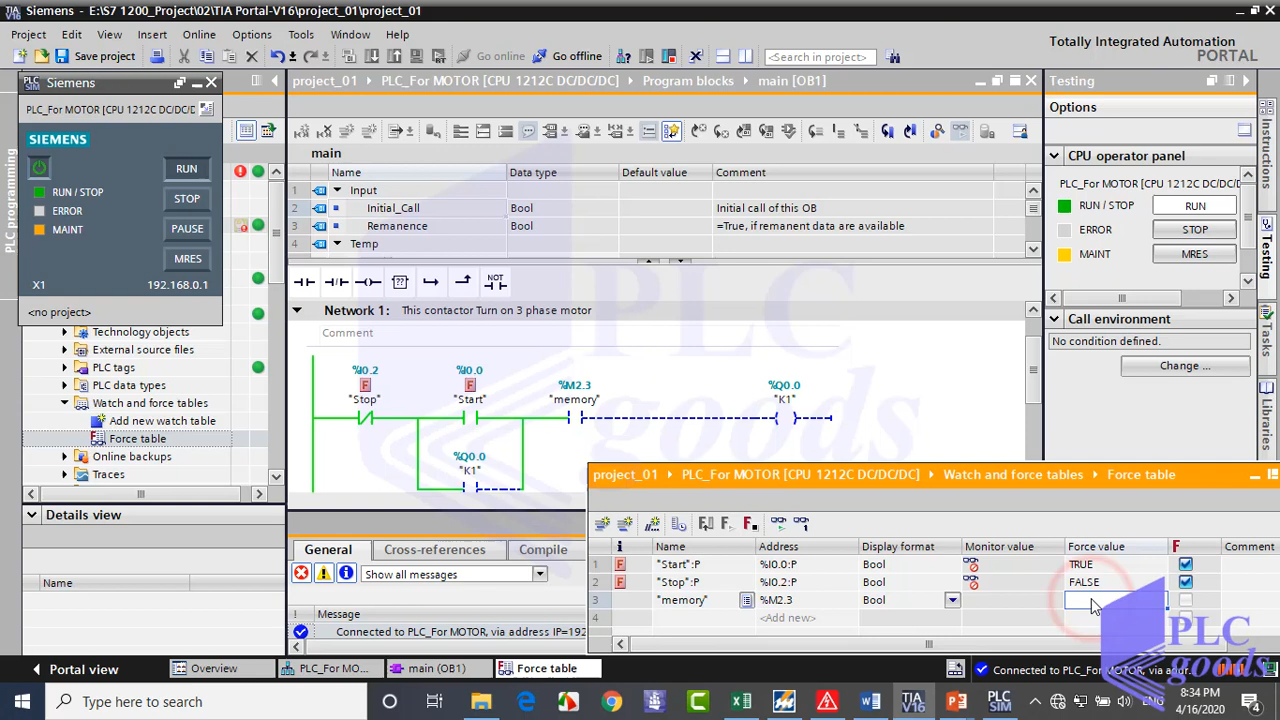 Siemens - E:\S7 1200_Project\02\TIA Portal-V16\project_01\project_01
Project Edit View Insert Online Options Tools Window Help
Totally Integrated Automation
PORTAL
Save project
Go online
Go offline
<Search in project>
Siemens
PLC_For MOTOR [CPU 1212C DC/DC/D
SIEMENS
RUN
RUN / STOP
STOP
ERROR
MAINT
PAUSE
MRES
X1 192.168.0.1
<no project>
PLC programming
project_01 PLC_For MOTOR [CPU 1212C DC/DC/DC] Program blocks main [OB1]
main
Name Data type Default value Comment
1 Input
2 Initial_Call Bool Initial call of this OB
3 Remanence Bool =True, if remanent data are available
4 Temp
??
NOT
Network 1: This contactor Turn on 3 phase motor
Comment
%I0.2
F
"Stop"
%I0.0
F
"Start"
%M2.3
"memory"
%Q0.0
"K1"
%Q0.0
"K1"
Technology objects
External source files
PLC tags
PLC data types
Watch and force tables
Add new watch table
Force table
Online backups
Traces
Details view
Name
General Cross-references Compile
Show all messages
! Message
Connected to PLC_For MOTOR, via address IP=192
Testing
Options
CPU operator panel
PLC_For MOTOR [CPU 1212C DC/DC/D
RUN / STOP RUN
ERROR STOP
MAINT MRES
Call environment
No condition defined.
Change ...
Instructions
Testing
Tasks
Libraries
project_01 PLC_For MOTOR [CPU 1212C DC/DC/DC] Watch and force tables Force table
i Name Address Display format Monitor value Force value F Comment
1 F "Start":P %I0.0:P Bool TRUE
2 F "Stop":P %I0.2:P Bool FALSE
3 "memory" %M2.3 Bool
4 <Add new>
PLC goods
PLC
goods
Portal view
Overview
PLC_For MO...
main (OB1)
Force table
Connected to PLC_For MOTOR, via addr
Type here to search
TIA
V16
PLC
SIM
ENG
8:34 PM
4/16/2020